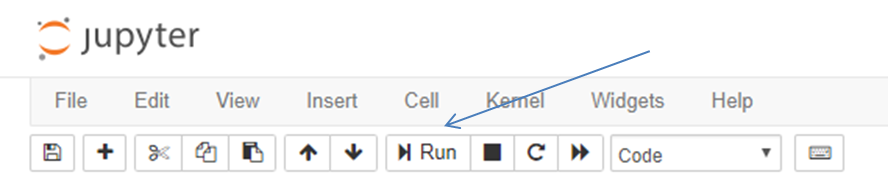 jupyter
File Edit View Insert Cell Kernel Widgets Help
Run Code